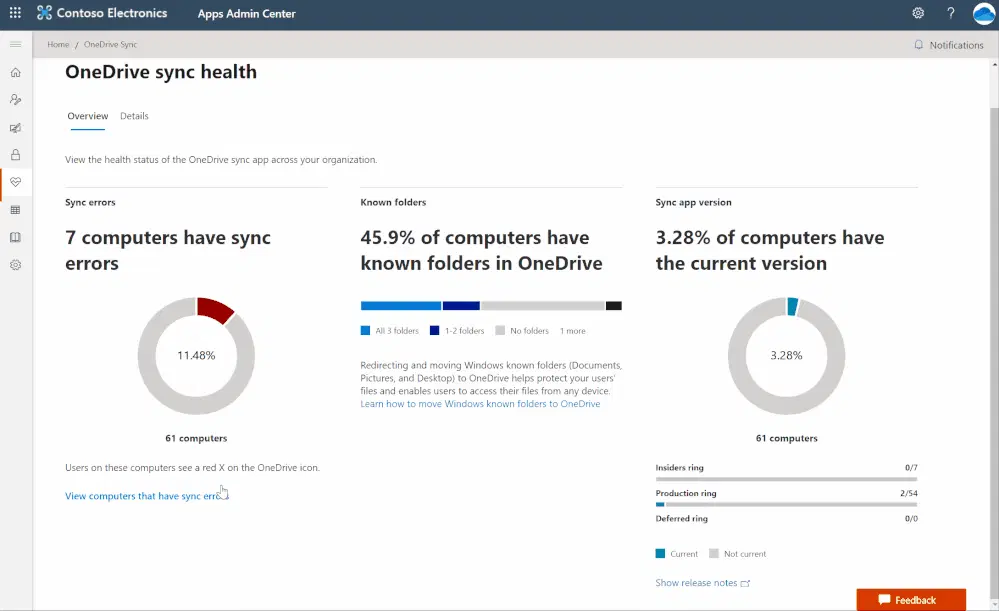 Contoso Electronics Apps Admin Center ?
Home / OneDrive Sync Notifications
OneDrive sync health
Overview Details
View the health status of the OneDrive sync app across your organization.
Sync errors
7 computers have sync
errors
11.48%
61 computers
Users on these computers see a red X on the OneDrive icon.
View computers that have sync
Known folders
45.9% of computers have
known folders in OneDrive
All 3 folders 1-2 folders No folders 1 more
Redirecting and moving Windows known folders (Documents,
Pictures, and Desktop) to OneDrive helps protect your users'
files and enables users to access their files from any device.
Learn how to move Windows known folders to OneDrive
Sync app version
3.28% of computers have
the current version
3.28%
61 computers
Insiders ring 0/7
Production ring 2/54
Deferred ring 0/0
Current Not current
Show release notes
Feedback